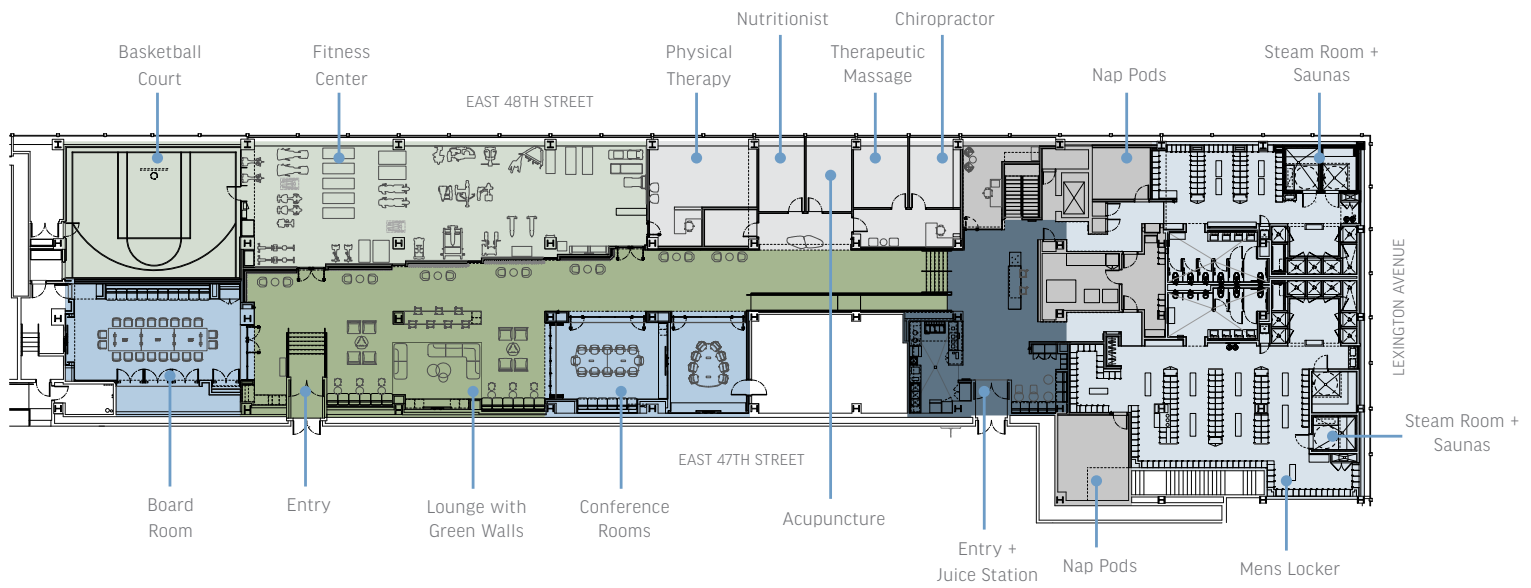 Nutritionist
Chiropractor
Basketball
Court
Fitness
Center
Physical
Therapy
Therapeutic
Massage
Nap Pods
Steam Room +
Saunas
EAST 48TH STREET
LEXINGTON AVENUE
EAST 47TH STREET
Steam Room +
Saunas
Board
Room
Entry
Lounge with
Green Walls
Conference
Rooms
Acupuncture
Entry +
Juice Station
Nap Pods
Mens Locker